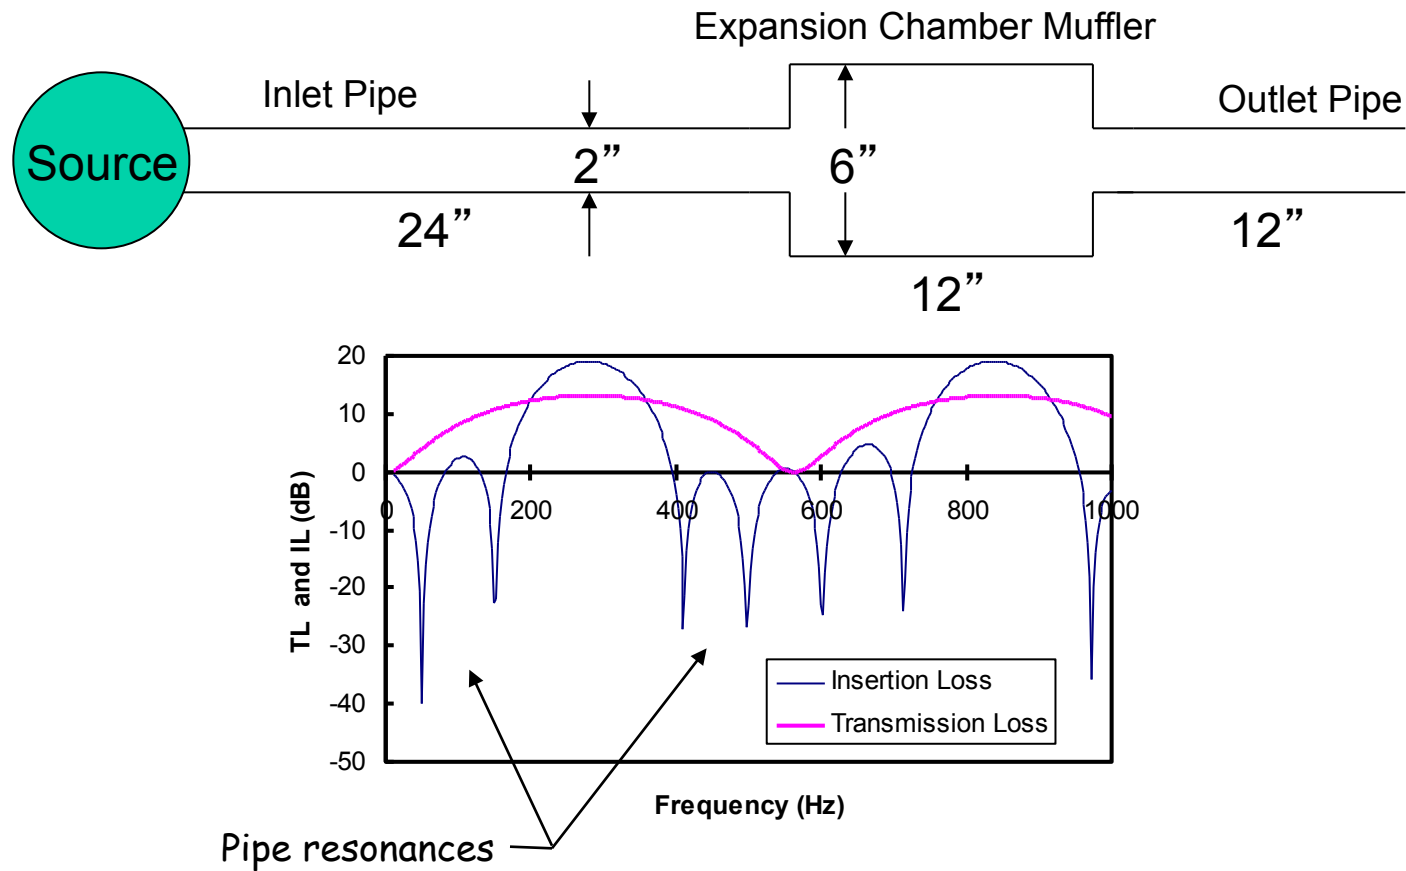 Expansion Chamber Muffler
Inlet Pipe
Outlet Pipe
Source
2”
6”
24”
12”
12”
20
10
0
-10
-20
-30
-40
-50
0
200
400
600
800
1000
TL and IL (dB)
Insertion Loss
Transmission Loss
Frequency (Hz)
Pipe resonances